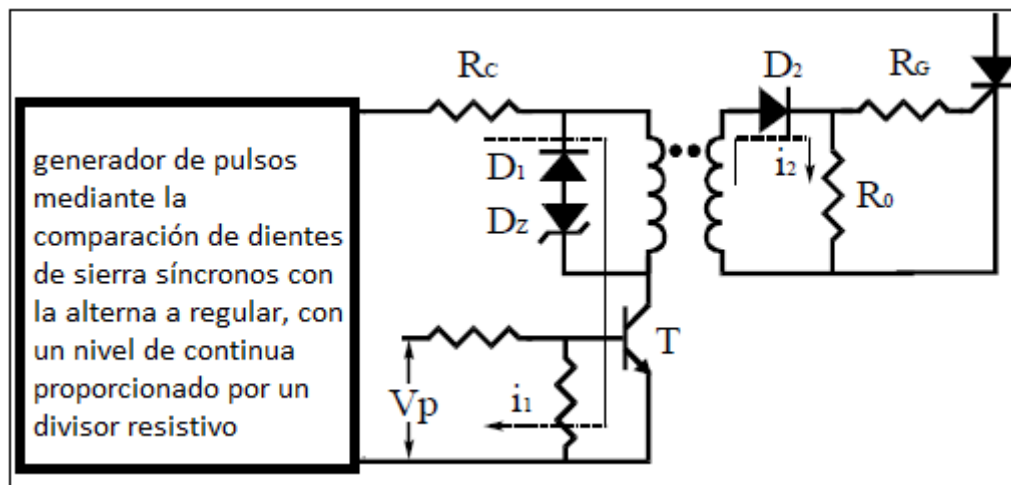 generador de pulsos
mediante la
comparación de dientes
de sierra síncronos con
la alterna a regular, con
un nivel de continua
proporcionado por un
divisor resistivo
RC
D1
DZ
Vp
i1
T
D2
i2
RG
R0